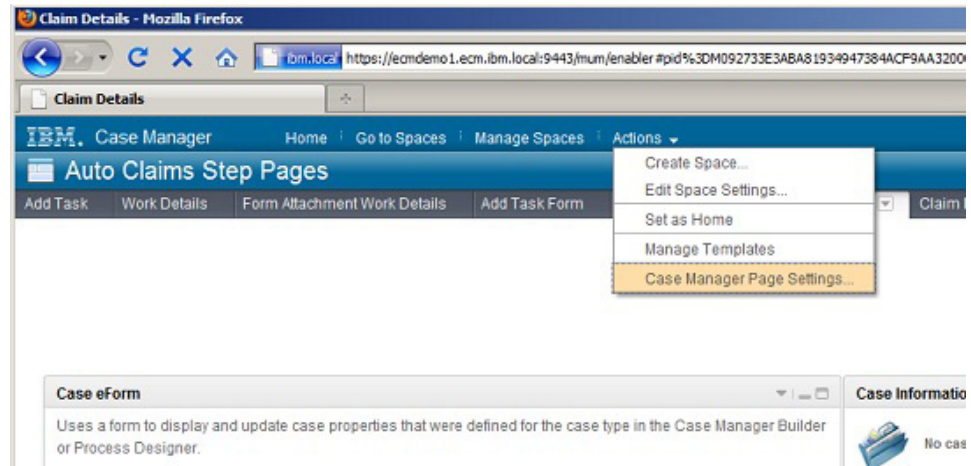 Claim Details - Mozilla Firefox
ibm.local https://ecmdemo1.ecm.ibm.local:9443/mum/enabler#pid%3DM092733E3ABA81934947384ACF9AA3200
Claim Details
IBM. Case Manager Home Go to Spaces Manage Spaces Actions
Create Space...
Auto Claims Step Pages
Edit Space Settings...
Add Task Work Details Form Attachment Work Details Add Task Form Claim
Set as Home
Manage Templates
Case Manager Page Settings...
Case eForm Case Informatio
Uses a form to display and update case properties that were defined for the case type in the Case Manager Builder
or Process Designer.
No cas